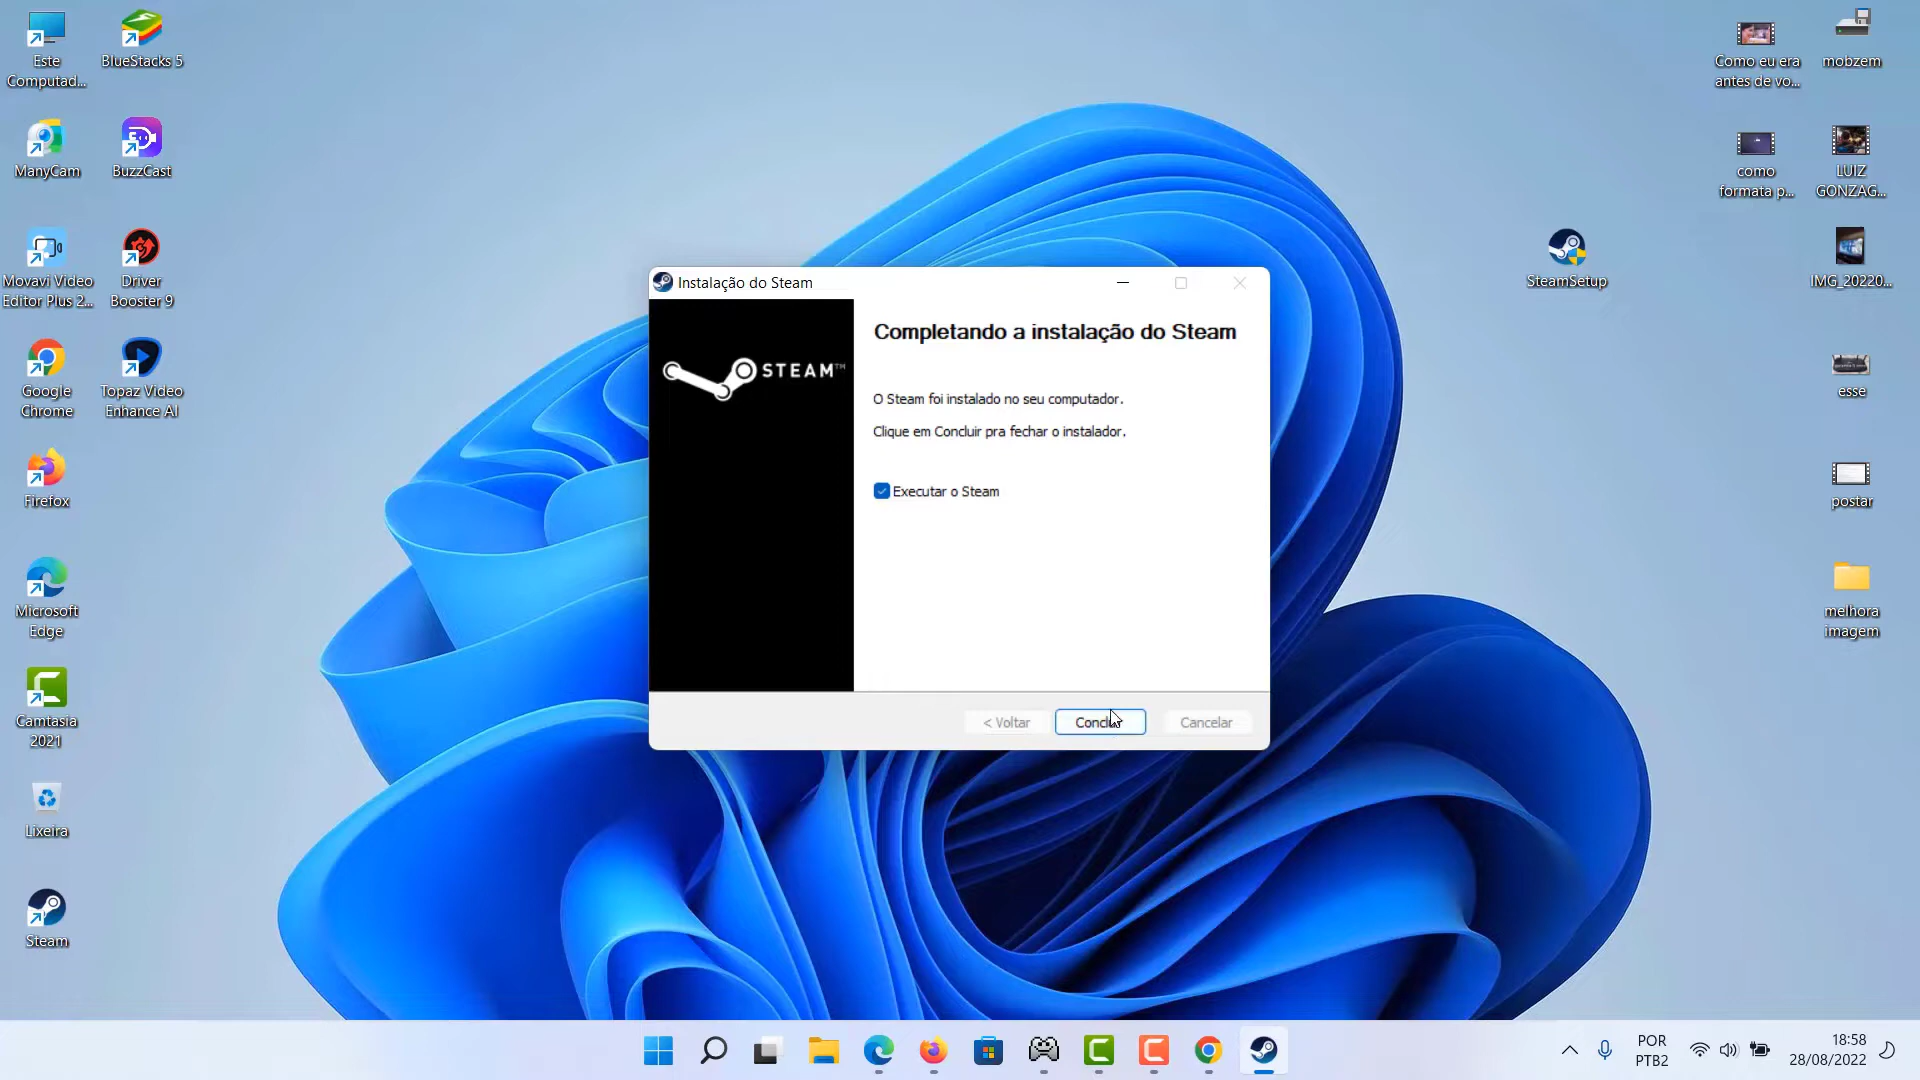 Este
Computad...
BlueStacks 5
ManyCam
BuzzCast
Movavi Video
Editor Plus 2...
Driver
Booster 9
Google
Chrome
Topaz Video
Enhance AI
Firefox
Microsoft
Edge
Camtasia
2021
Lixeira
Steam
Instalação do Steam
STEAM™
Completando a instalação do Steam
O Steam foi instalado no seu computador.
Clique em Concluir pra fechar o instalador.
Executar o Steam
< Voltar
Cancelar
SteamSetup
Como eu era
antes de vo...
mobzem
como
formata p...
LUIZ
GONZAG...
IMG_20220...
esse
postar
melhora
imagem
POR
PTB2
18:58
28/08/2022